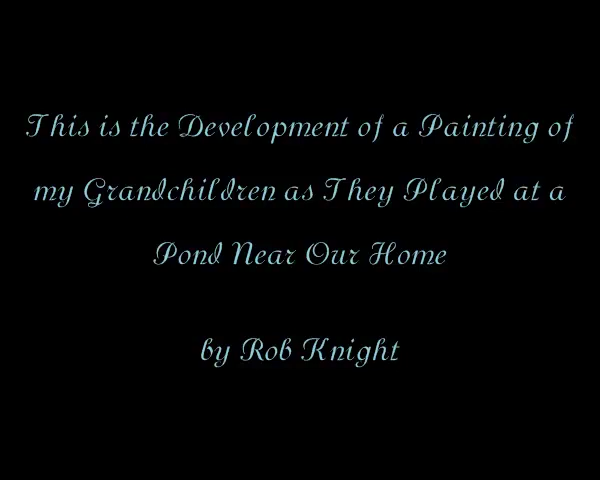 This is the Development of a Painting of
my Grandchildren as They Played at a
Pond Near Our Home
by Rob Knight